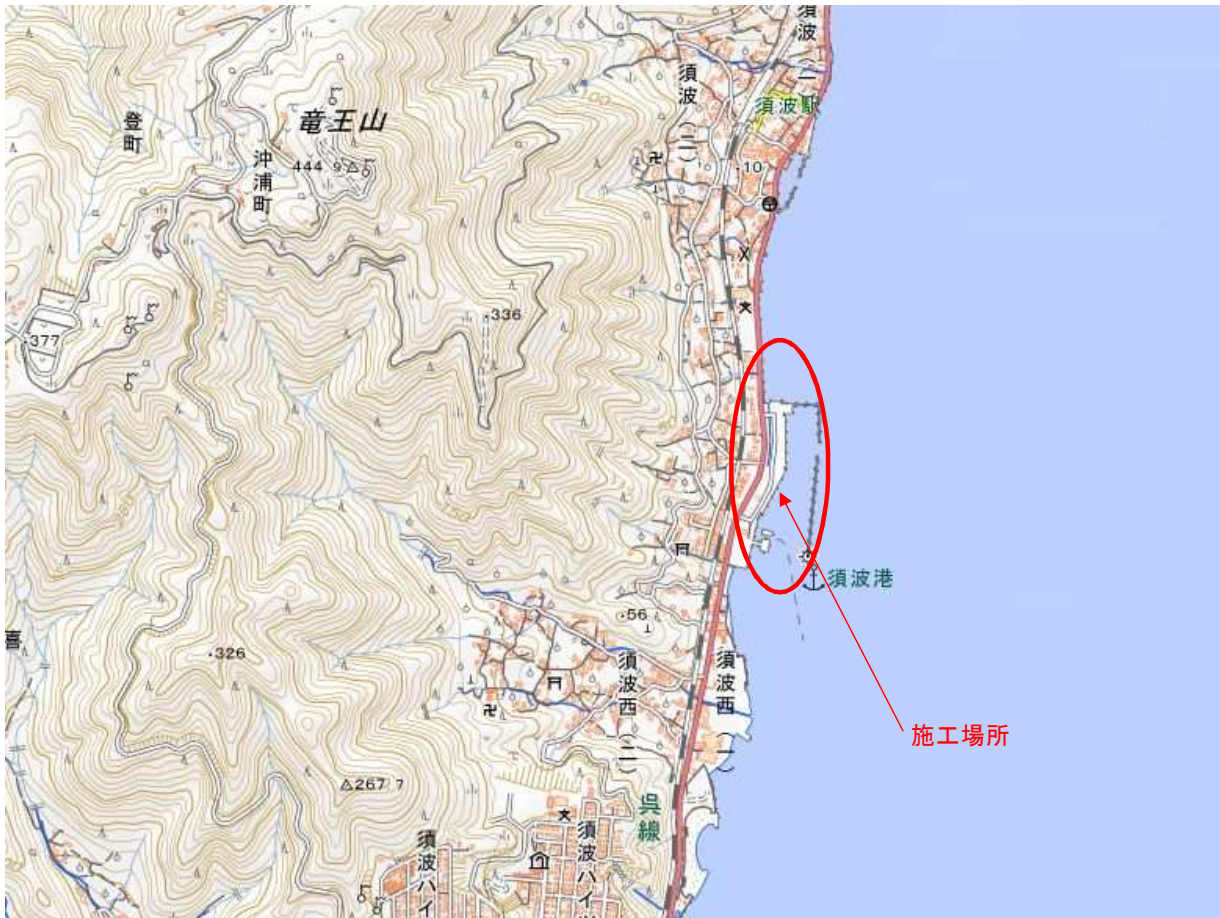 須波(一)
須波(二)
須波駅
登町
竜王山
沖浦町
444 9
10
336
377
須波港
56
326
喜
須波西(二)
須波西(一)
施工場所
267 7
呉線
須波ハイツ
須波ハイ